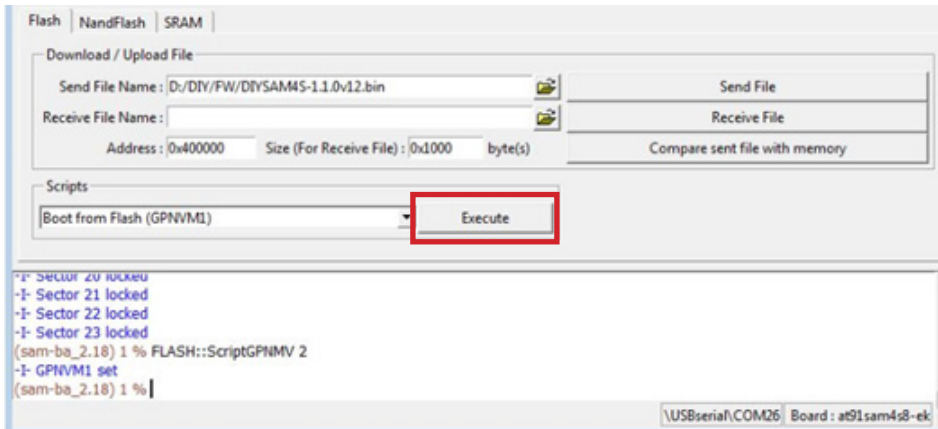 Flash NandFlash SRAM
Download / Upload File
Send File Name : D:/DIY/FW/DIYSAM4S-1.1.0v12.bin Send File
Receive File Name : Receive File
Address : 0x400000 Size (For Receive File) : 0x1000 byte(s) Compare sent file with memory
Scripts
Boot from Flash (GPNVM1) Execute
-I- Sector 20 locked
-I- Sector 21 locked
-I- Sector 22 locked
-I- Sector 23 locked
(sam-ba_2.18) 1 % FLASH::ScriptGPNMV 2
-I- GPNVM1 set
(sam-ba_2.18) 1 %
\USBserial\COM26 Board : at91sam4s8-ek